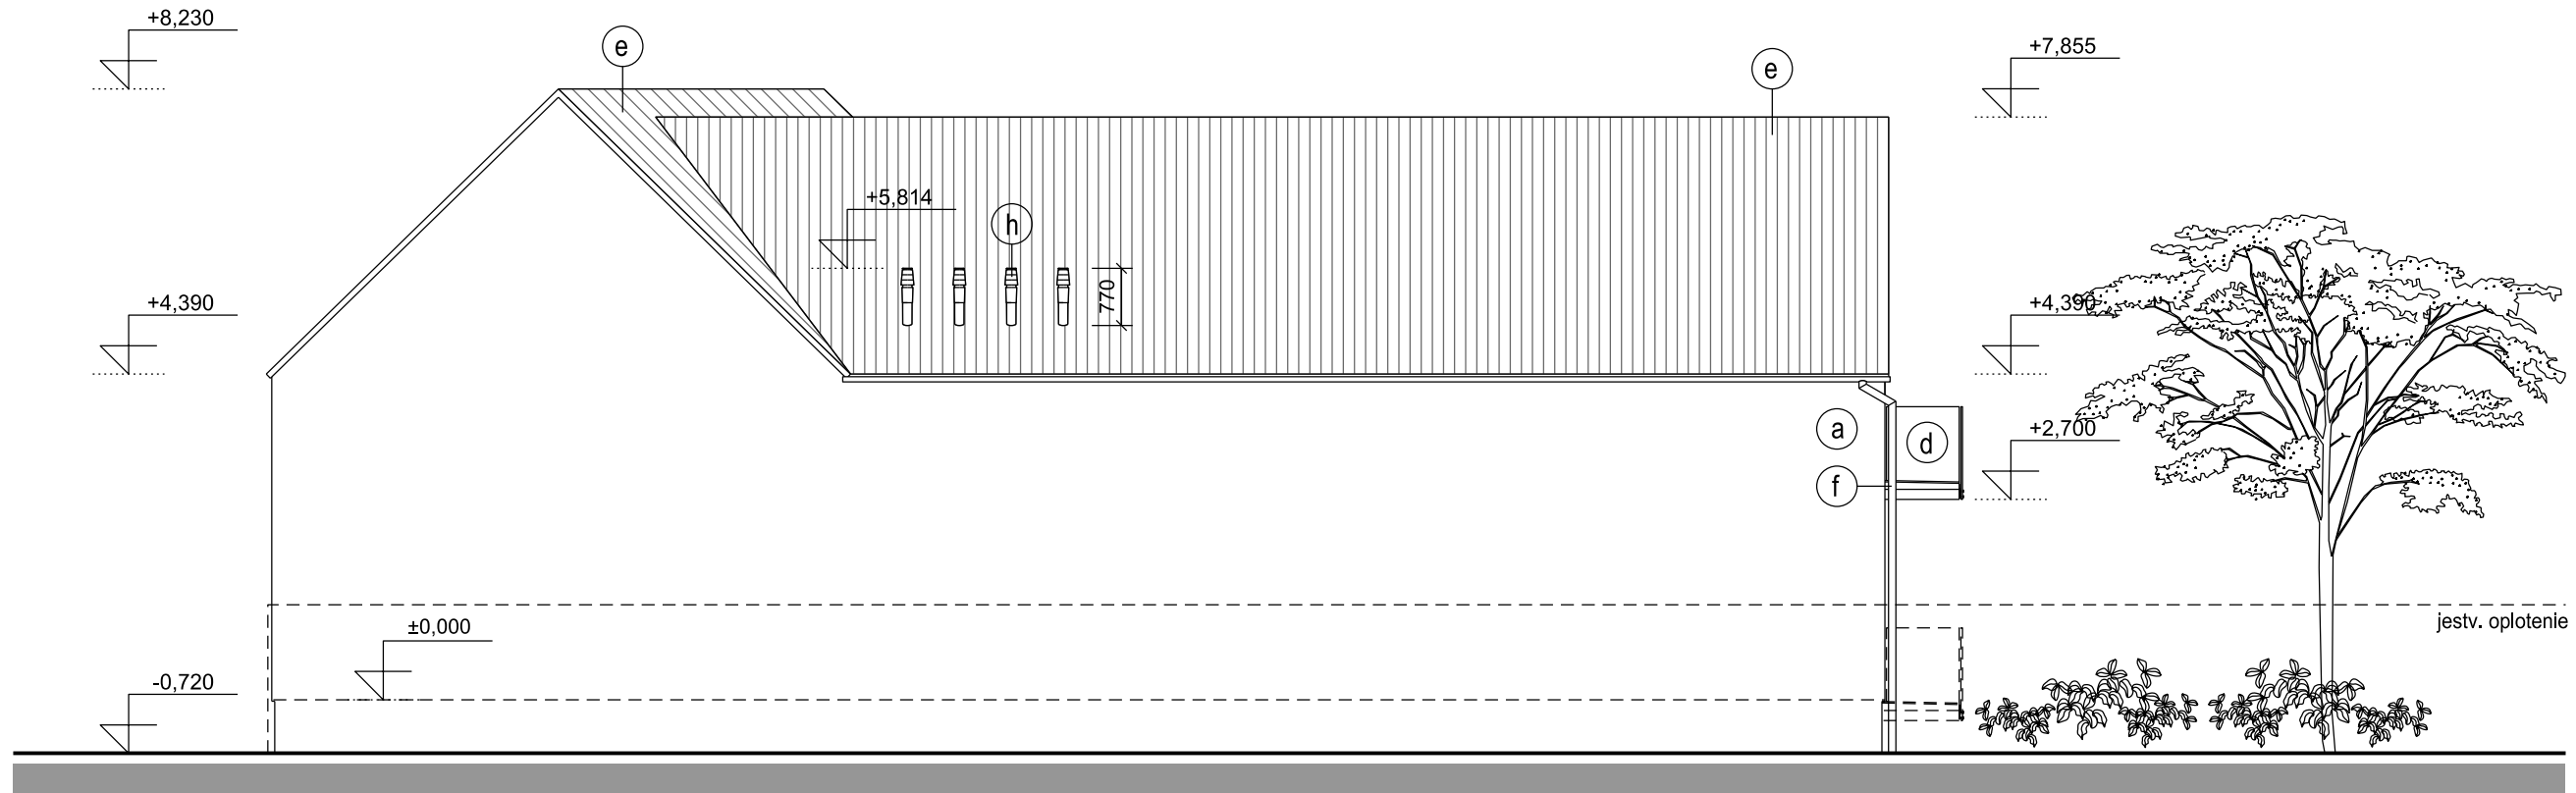 +8,230
e
e
+7,855
+5,814
h
770
+4,390
+4,390
a
d
+2,700
f
±0,000
jestv. oplotenie
-0,720